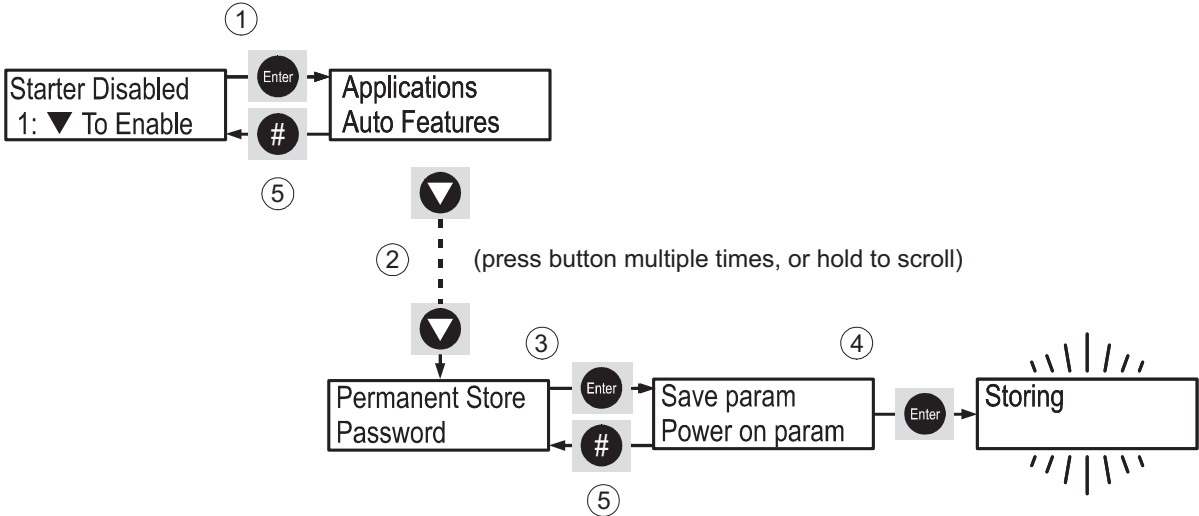 1
Starter Disabled
1: ▼ To Enable
Enter
#
Applications
Auto Features
5
2
(press button multiple times, or hold to scroll)
3
4
Permanent Store
Password
Enter
#
Save param
Power on param
Enter
Storing
5